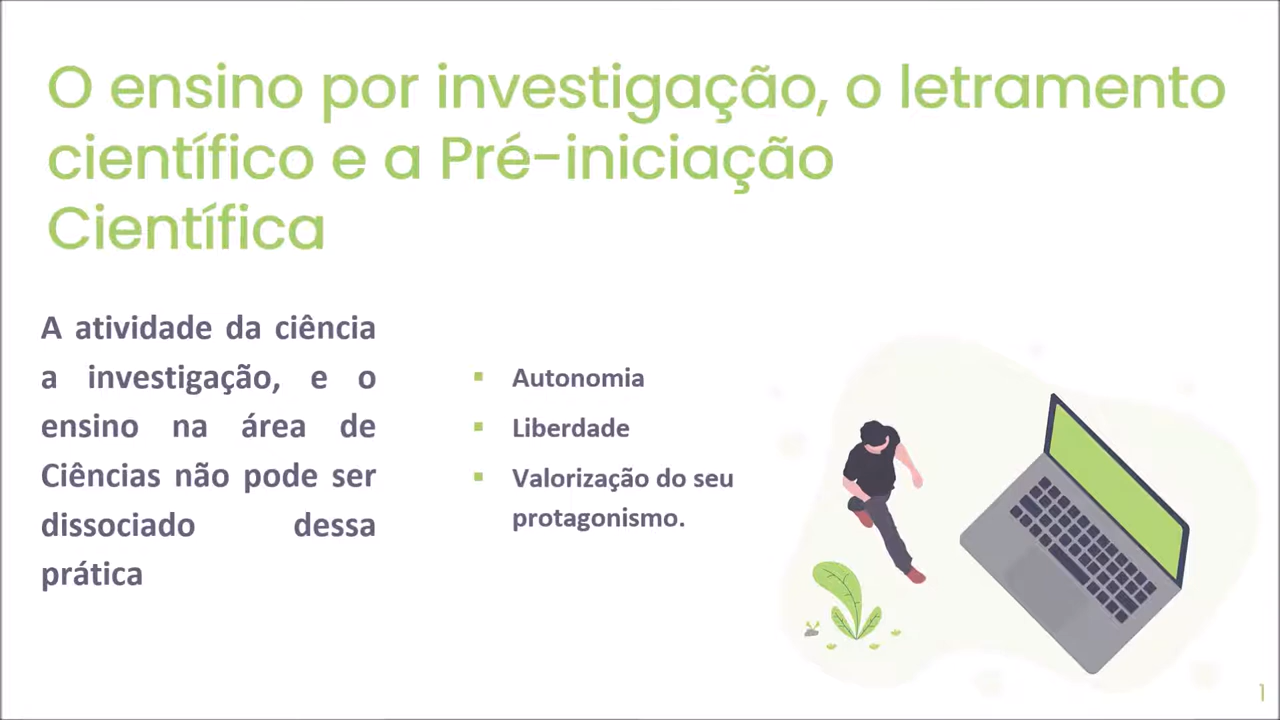 O ensino por investigação, o letramento
científico e a Pré-iniciação
Científica
A atividade da ciência
a investigação, e o
ensino na área de
Ciências não pode ser
dissociado dessa
prática
Autonomia
Liberdade
Valorização do seu
protagonismo.
1